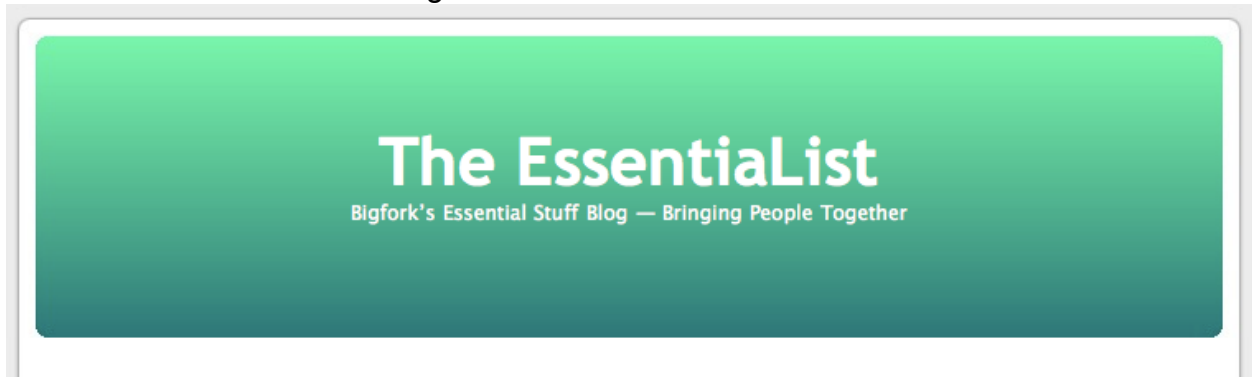 The EssentiaList
Bigfork’s Essential Stuff Blog — Bringing People Together